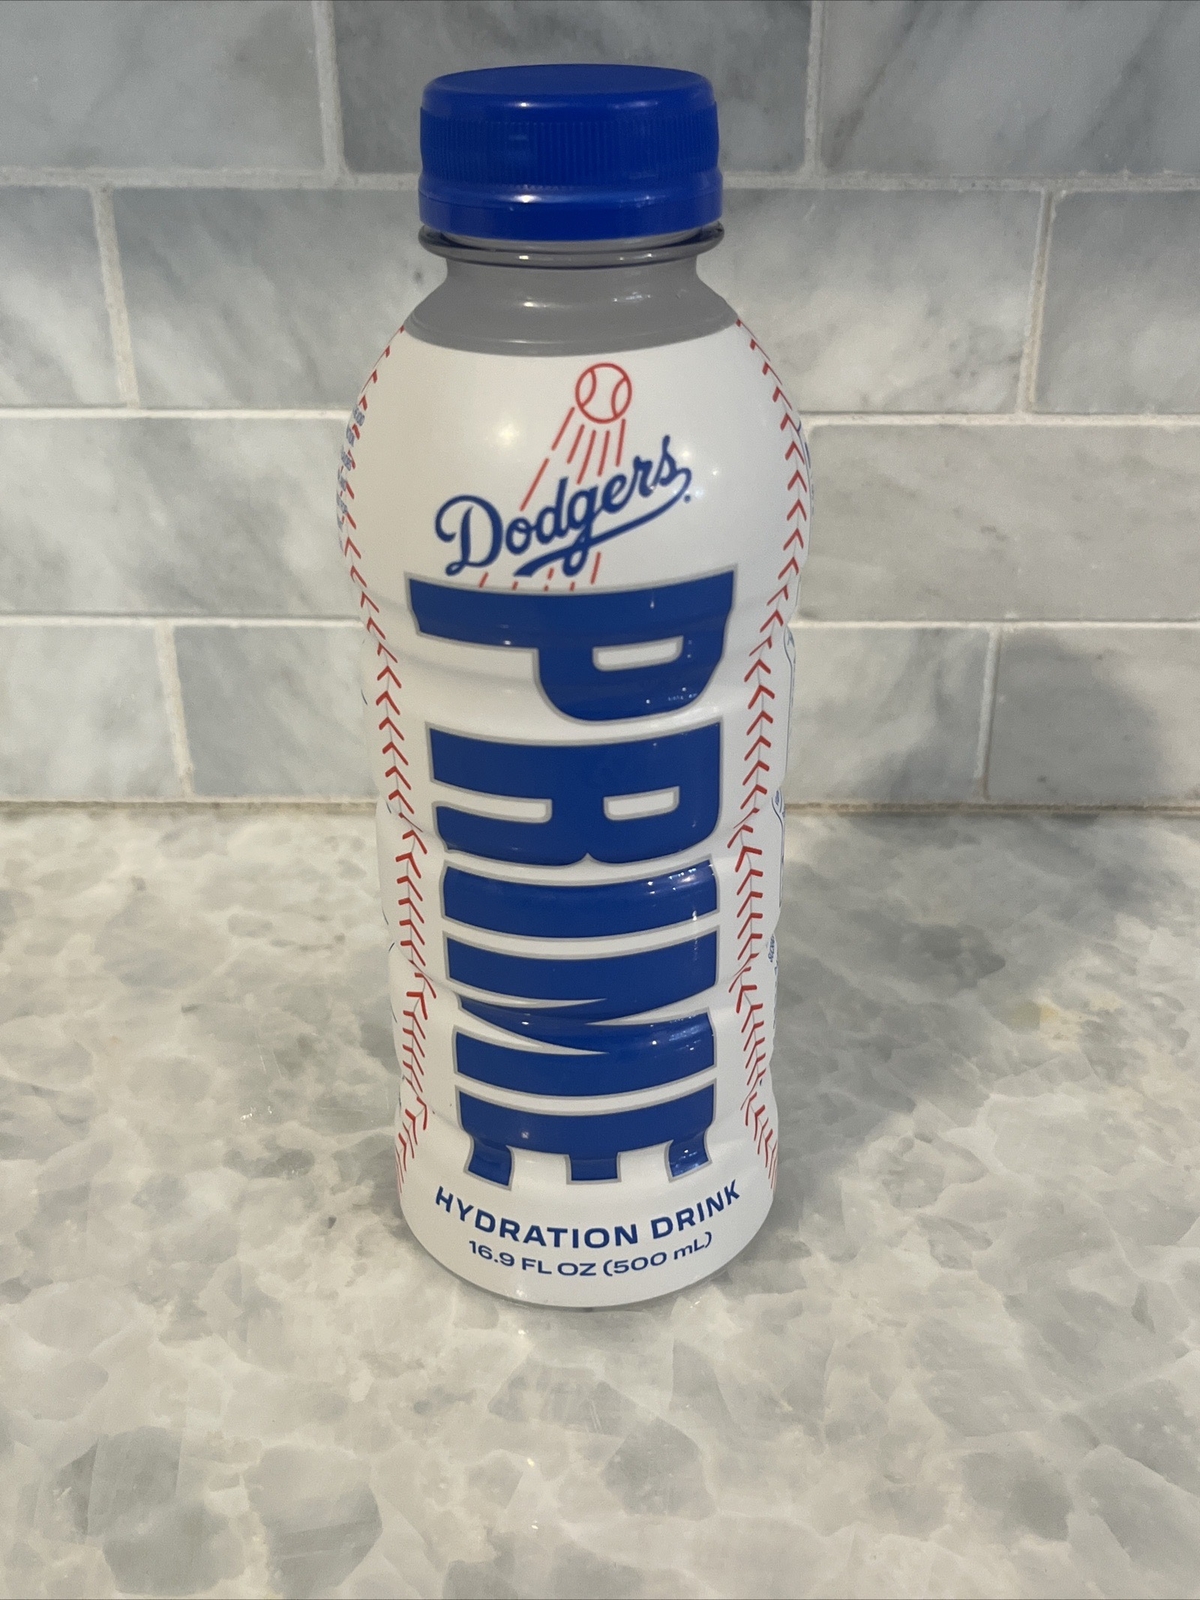 Dodgers
PRIME
HYDRATION DRINK
16.9 FL OZ (500 mL)